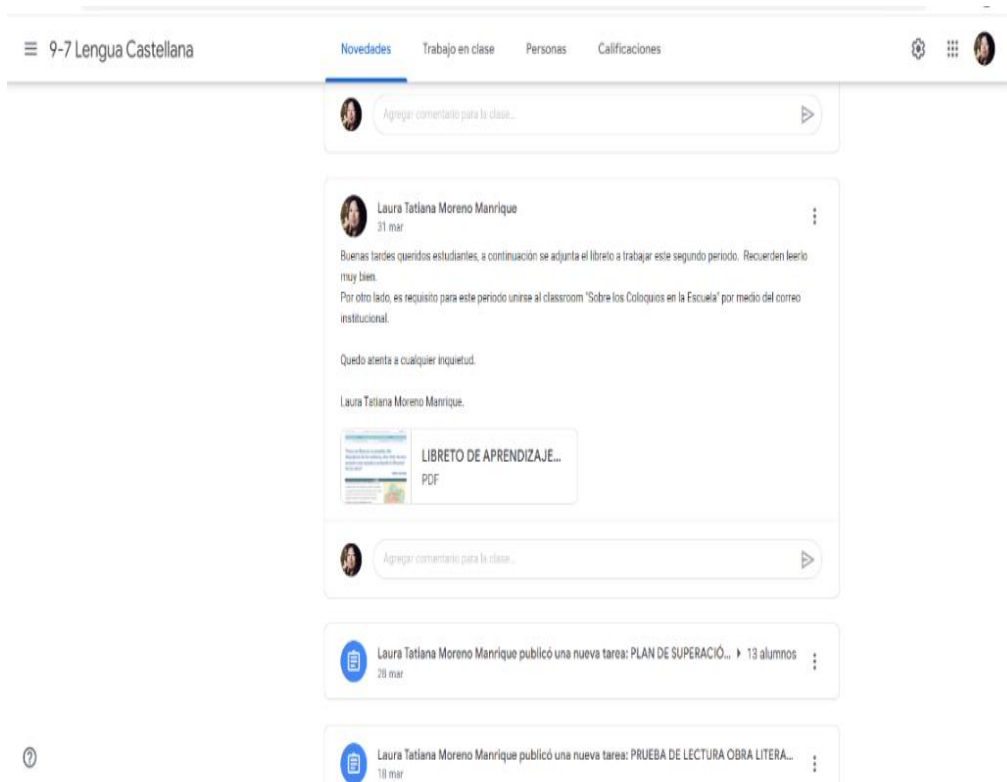 9-7 Lengua Castellana
Novedades
Trabajo en clase
Personas
Calificaciones
Agregar comentario para la clase...
Laura Tatiana Moreno Manrique
31 mar
Buenas tardes queridos estudiantes, a continuación se adjunta el libreto a trabajar este segundo periodo. Recuerden leerlo
muy bien.
Por otro lado, es requisito para este periodo unirse al classroom "Sobre los Coloquios en la Escuela" por medio del correo
institucional.
Quedo atenta a cualquier inquietud.
Laura Tatiana Moreno Manrique.
LIBRETO DE APRENDIZAJE...
PDF
Agregar comentario para la clase...
Laura Tatiana Moreno Manrique publicó una nueva tarea: PLAN DE SUPERACIÓ... 13 alumnos
28 mar
Laura Tatiana Moreno Manrique publicó una nueva tarea: PRUEBA DE LECTURA OBRA LITERA...
18 mar